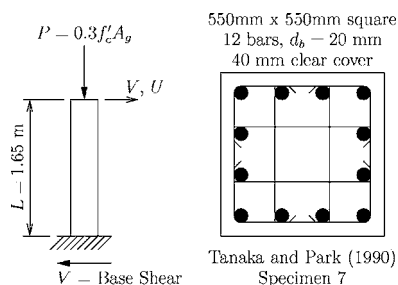 P = 0.3f'cAg
V, U
L = 1.65 m
V = Base Shear
550mm x 550mm square
12 bars, db = 20 mm
40 mm clear cover
Tanaka and Park (1990)
Specimen 7